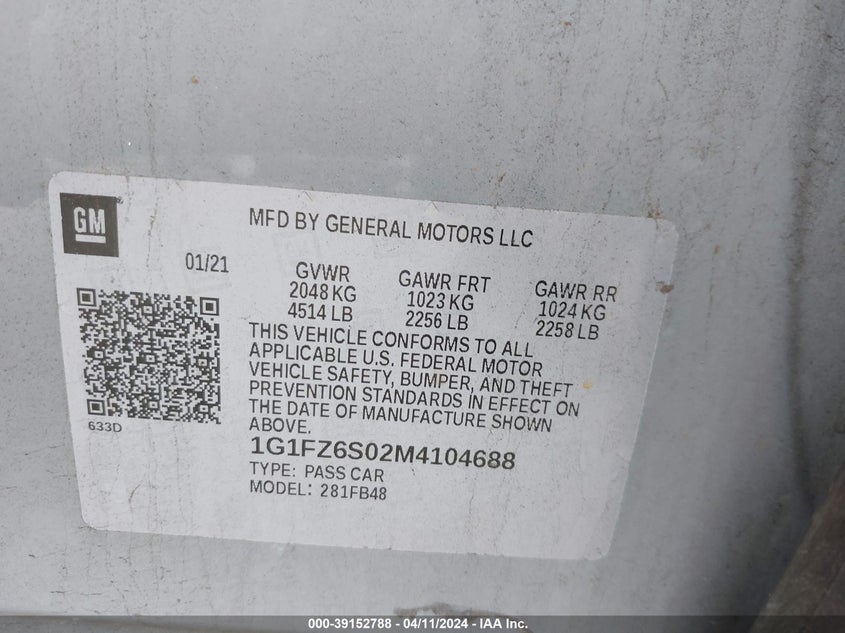 GM
MFD BY GENERAL MOTORS LLC
01/21
GVWR GAWR FRT GAWR RR
2048 KG 1023 KG 1024 KG
4514 LB 2256 LB 2258 LB
THIS VEHICLE CONFORMS TO ALL
APPLICABLE U.S. FEDERAL MOTOR
VEHICLE SAFETY, BUMPER, AND THEFT
PREVENTION STANDARDS IN EFFECT ON
THE DATE OF MANUFACTURE SHOWN
ABOVE.
633D
1G1FZ6S02M4104688
TYPE: PASS CAR
MODEL: 281FB48
000-39152788 - 04/11/2024 - IAA Inc.